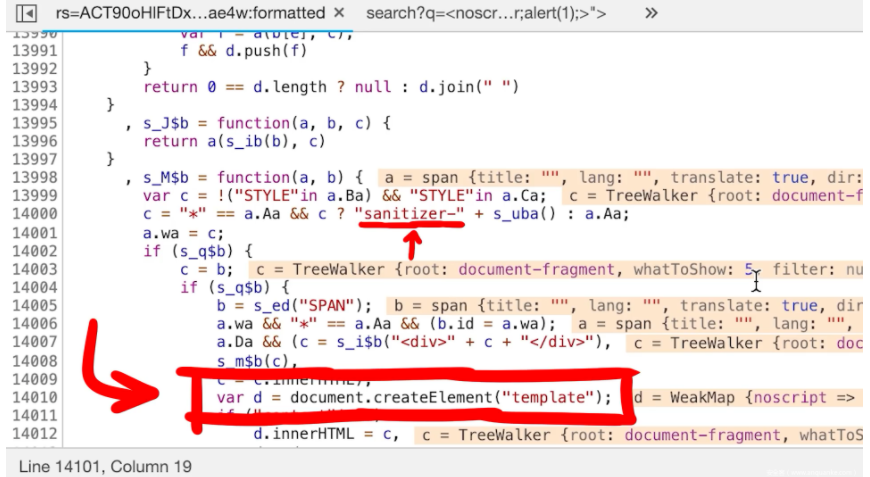 rs=ACT90oHlFtDx...ae4w:formatted × search?q=<noscr...r;alert(1);>"> »
13990 var f = a(b[e], c);
13991 f && d.push(f)
13992 }
13993 return 0 == d.length ? null : d.join(" ")
13994 }
13995 , s_J$b = function(a, b, c) {
13996 return a(s_ib(b), c)
13997 }
13998 , s_M$b = function(a, b) { a = span {title: "", lang: "", translate: true, dir:
13999 var c = !("STYLE"in a.Ba) && "STYLE"in a.Ca; c = TreeWalker {root: document-f
14000 c = "*" == a.Aa && c ? "sanitizer-" + s_uba() : a.Aa;
14001 a.wa = c;
14002 if (s_q$b) {
14003 c = b; c = TreeWalker {root: document-fragment, whatToShow: 5, filter: nu
14004 if (s_q$b) {
14005 b = s_ed("SPAN"); b = span {title: "", lang: "", translate: true, dir
14006 a.wa && "*" == a.Aa && (b.id = a.wa); a = span {title: "", lang: "",
14007 a.Da && (c = s_i$b("<div>" + c + "</div>"), c = TreeWalker {root: doc
14008 s_m$b(c),
14009 c = c.innerHTML);
14010 var d = document.createElement("template"); d = WeakMap {noscript =>
14011
14012 d.innerHTML = c, c = TreeWalker {root: document-fragment, whatToS
Line 14101, Column 19